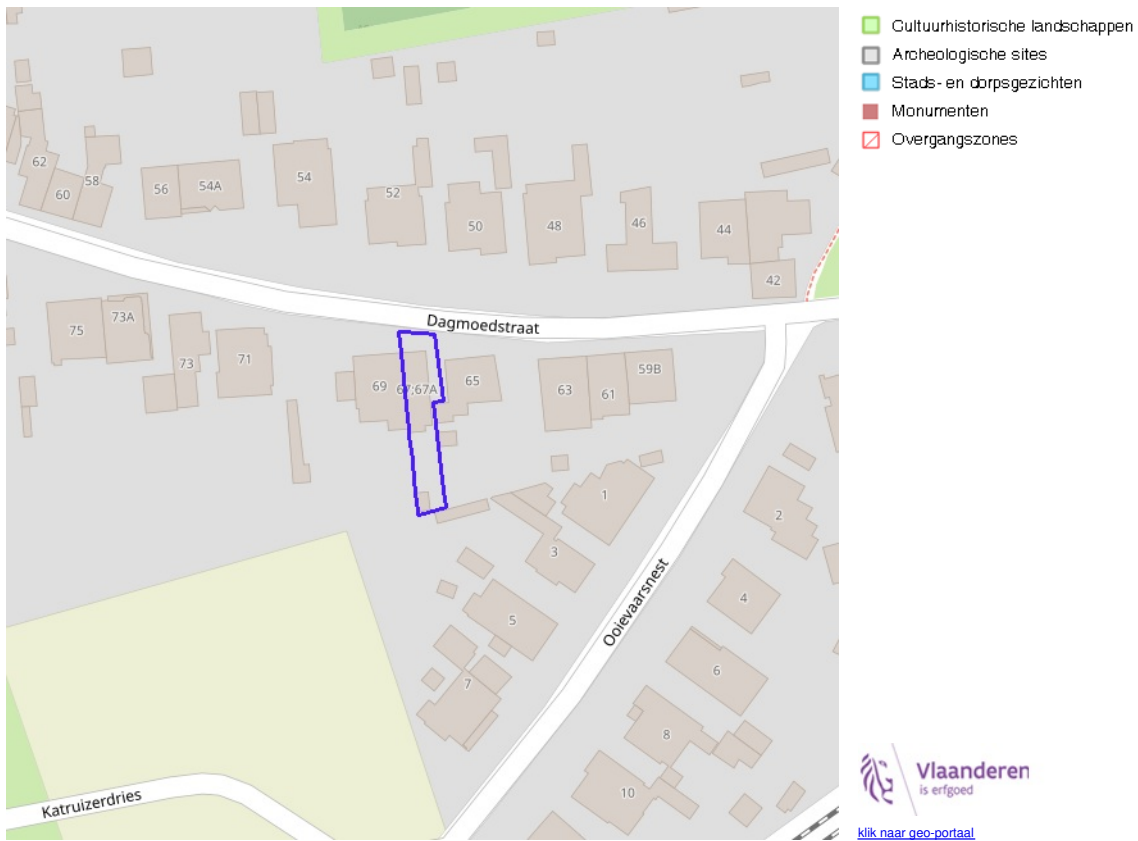 Cultuurhistorische landschappen
Archeologische sites
Stads- en dorpsgezichten
Monumenten
Overgangszones
62
60
58
56
54A
54
52
50
48
46
44
42
Dagmoedstraat
75
73A
73
71
69
67;67A
65
63
61
59B
1
2
3
4
5
6
7
8
10
Ooievaarsnest
Katruizerdries
Vlaanderen
is erfgoed
klik naar geo-portaal